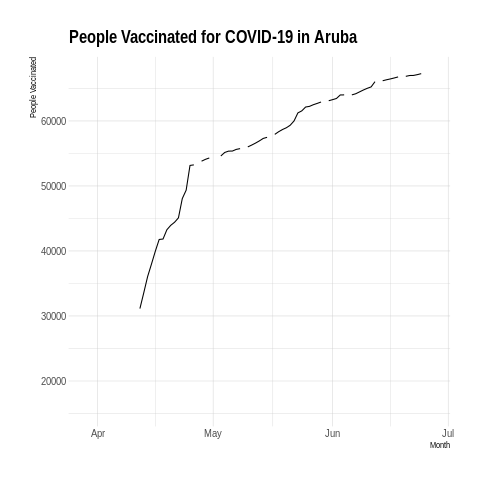 People Vaccinated for COVID-19 in Aruba
People Vaccinated
60000
50000
40000
30000
20000
Apr
May
Jun
Jul
Month